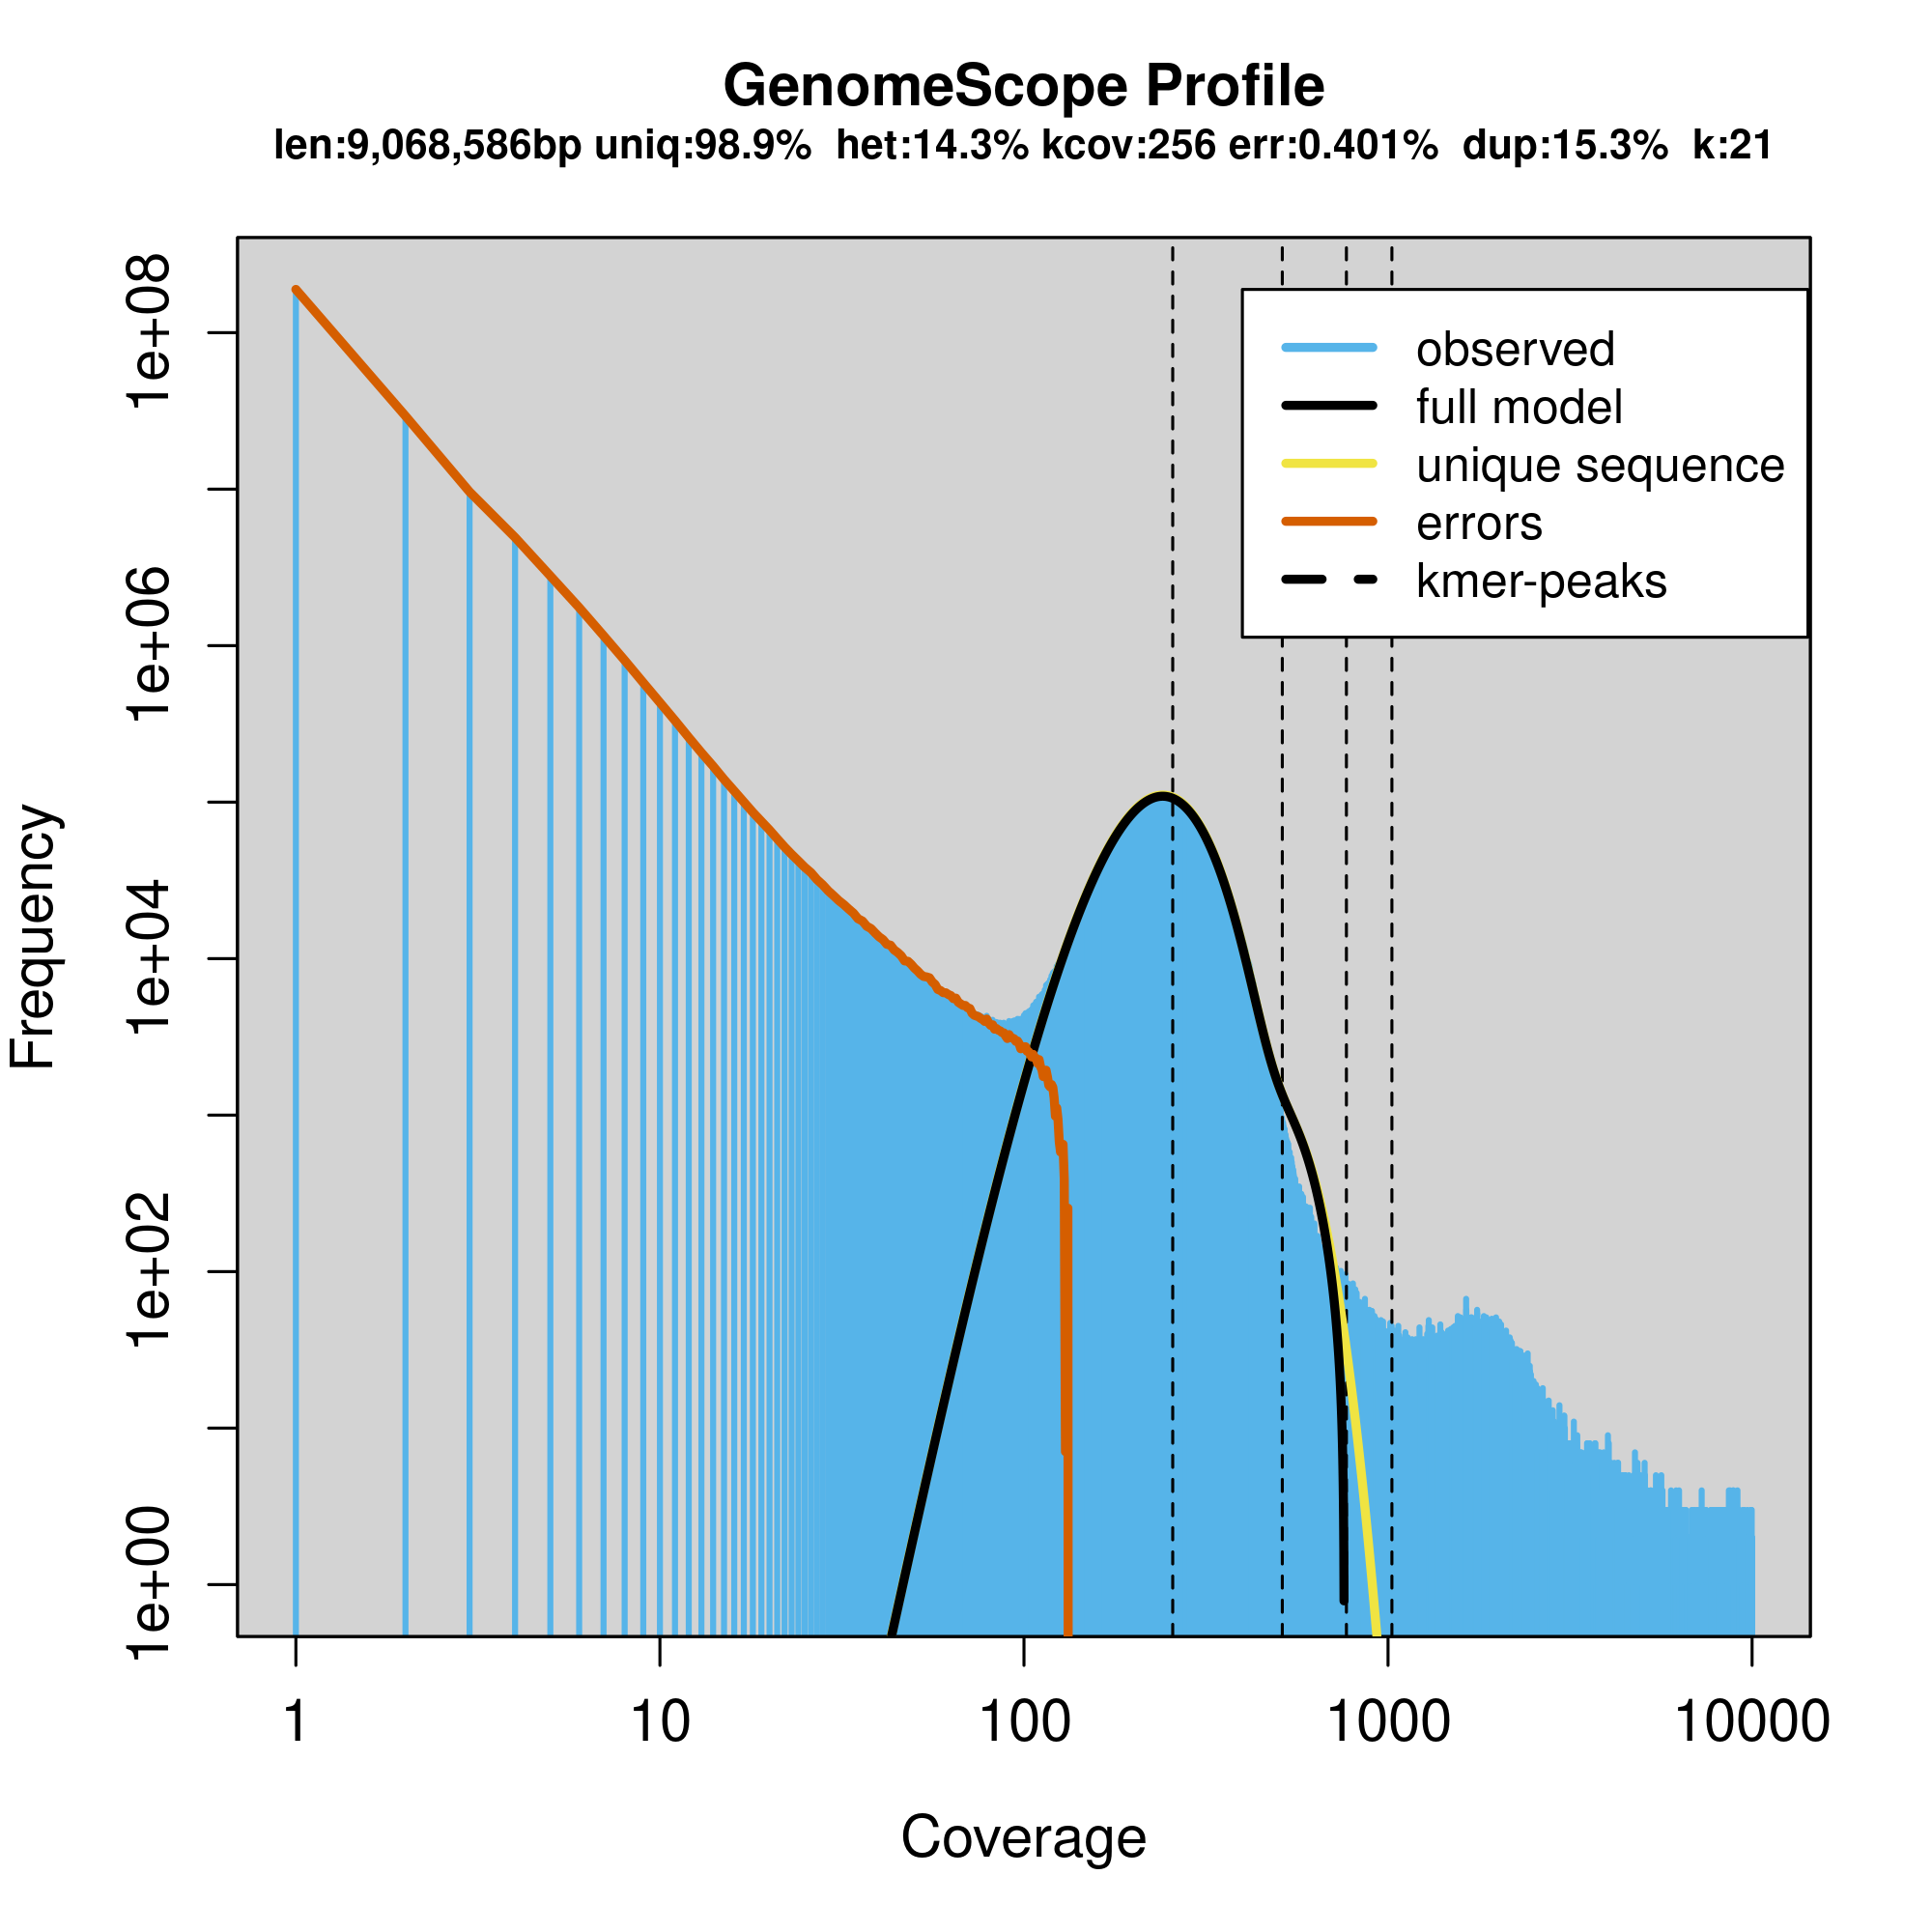 GenomeScope Profile
len:9,068,586bp uniq:98.9%  het:14.3% kcov:256 err:0.401%  dup:15.3%  k:21
observed
full model
unique sequence
errors
kmer-peaks
Frequency
1e+08
1e+06
1e+04
1e+02
1e+00
1 10 100 1000 10000
Coverage